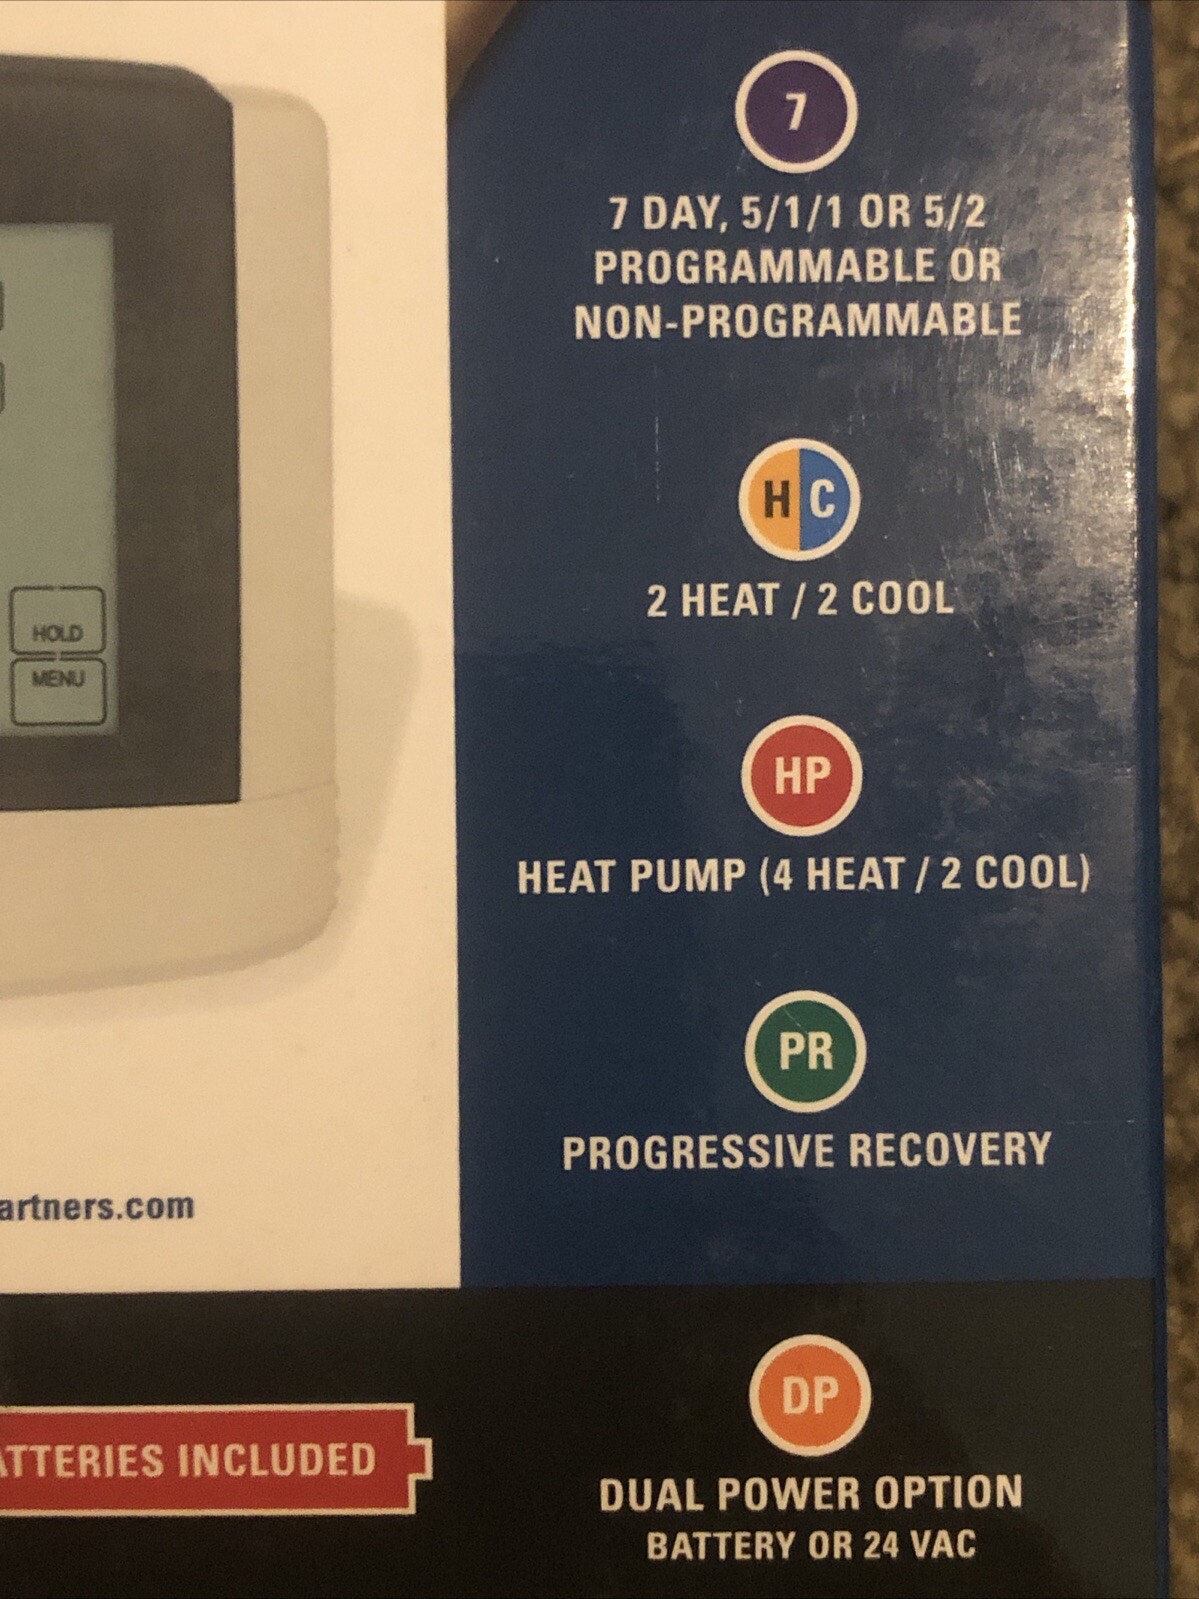 7
7 DAY, 5/1/1 OR 5/2
PROGRAMMABLE OR
NON-PROGRAMMABLE
H C
2 HEAT / 2 COOL
HOLD
MENU
HP
HEAT PUMP (4 HEAT / 2 COOL)
PR
PROGRESSIVE RECOVERY
artners.com
DP
ATTERIES INCLUDED
DUAL POWER OPTION
BATTERY OR 24 VAC